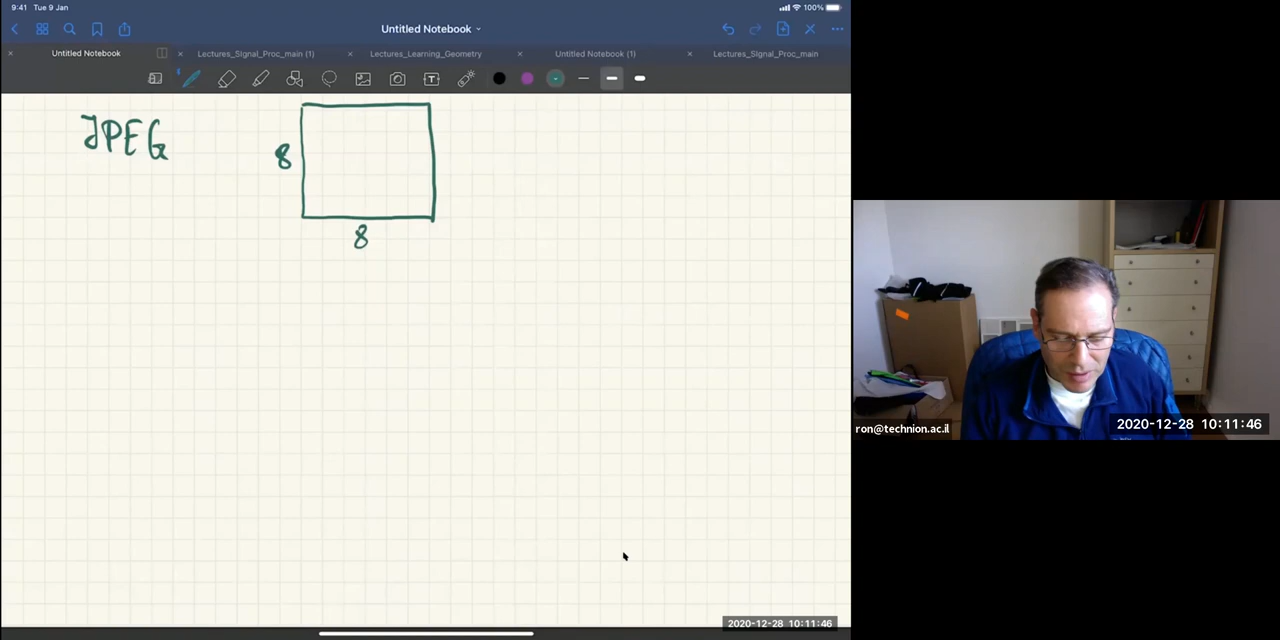 9:41 Tue 9 Jan
100%
Untitled Notebook
Untitled Notebook
Lectures_SIgnal_Proc_main (1)
Lectures_Learning_Geometry
Untitled Notebook (1)
Lectures_SIgnal_Proc_main
JPEG
8
8
ron@technion.ac.il
2020-12-28 10:11:46
2020-12-28 10:11:46